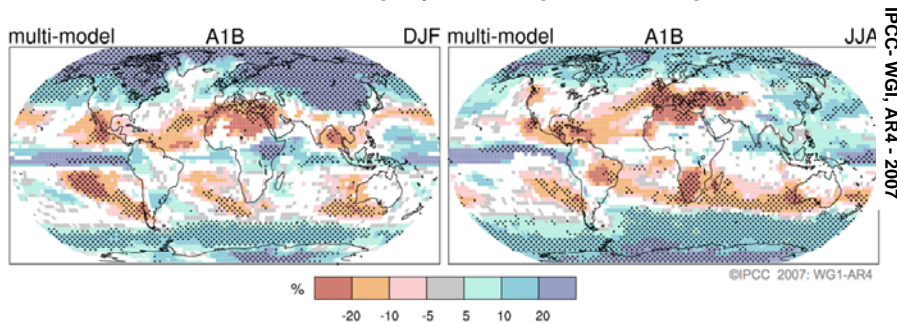 multi-model A1B DJF
multi-model A1B JJA
IPCC- WGI, AR4 - 2007
©IPCC 2007: WG1-AR4
%
-20 -10 -5 5 10 20